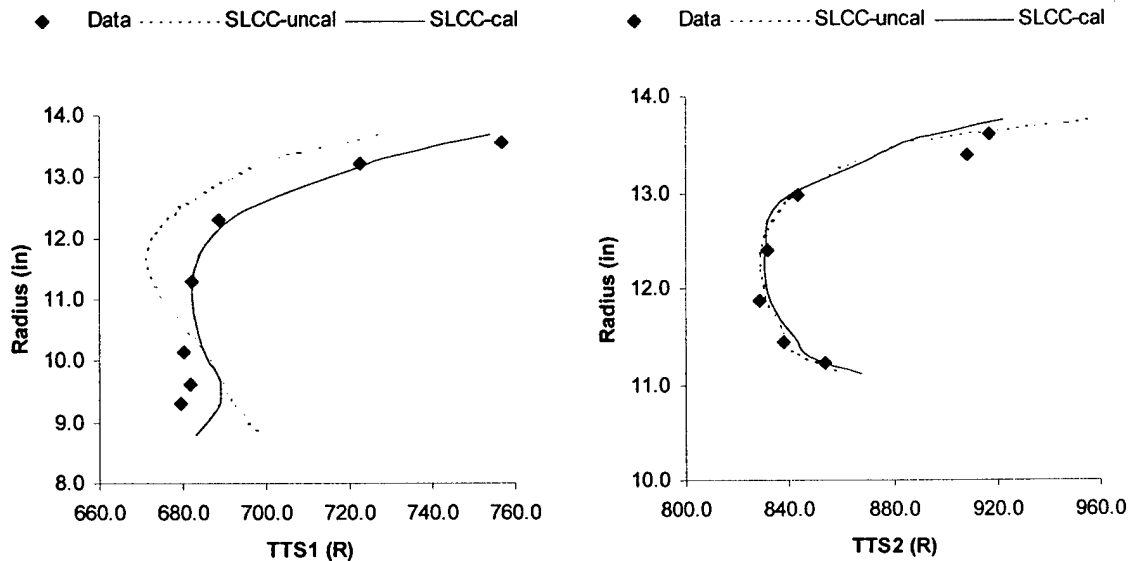 Data SLCC-uncal SLCC-cal
Radius (in)
14.0
13.0
12.0
11.0
10.0
9.0
8.0
660.0 680.0 700.0 720.0 740.0 760.0
TTS1 (R)
Data SLCC-uncal SLCC-cal
Radius (in)
14.0
13.0
12.0
11.0
10.0
800.0 840.0 880.0 920.0 960.0
TTS2 (R)